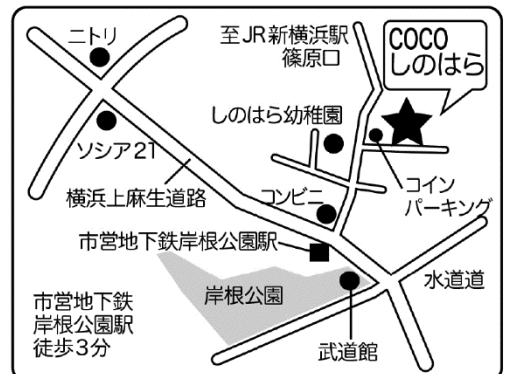 ニトリ
至JR新横浜駅
篠原口
COCO
しのはら
しのはら幼稚園
ソシア21
横浜上麻生道路
コンビニ
コイン
パーキング
市営地下鉄岸根公園駅
岸根公園
水道道
武道館
市営地下鉄
岸根公園駅
徒歩3分